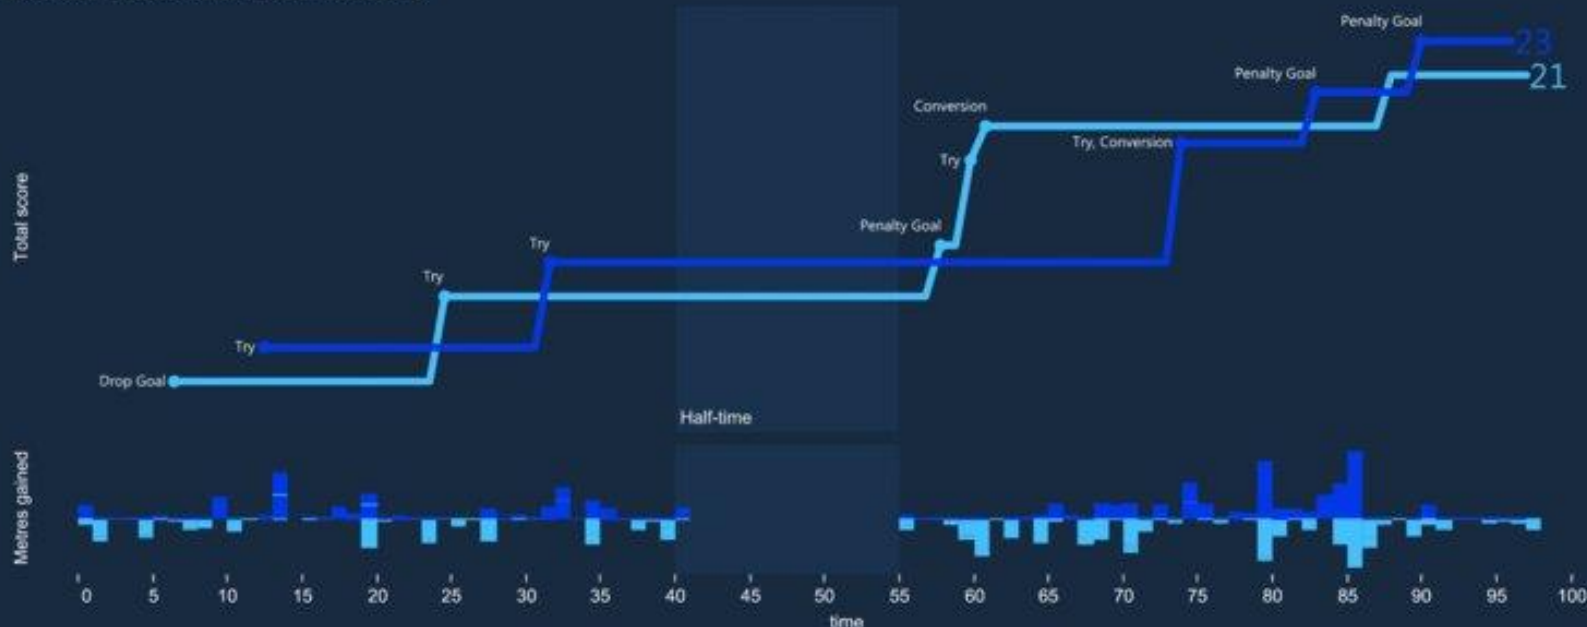 Penalty Goal
23
Penalty Goal
21
Conversion
Try, Conversion
Try
Penalty Goal
Try
Try
Try
Drop Goal
Total score
Half-time
Metres gained
0 5 10 15 20 25 30 35 40 45 50 55 60 65 70 75 80 85 90 95 100
time